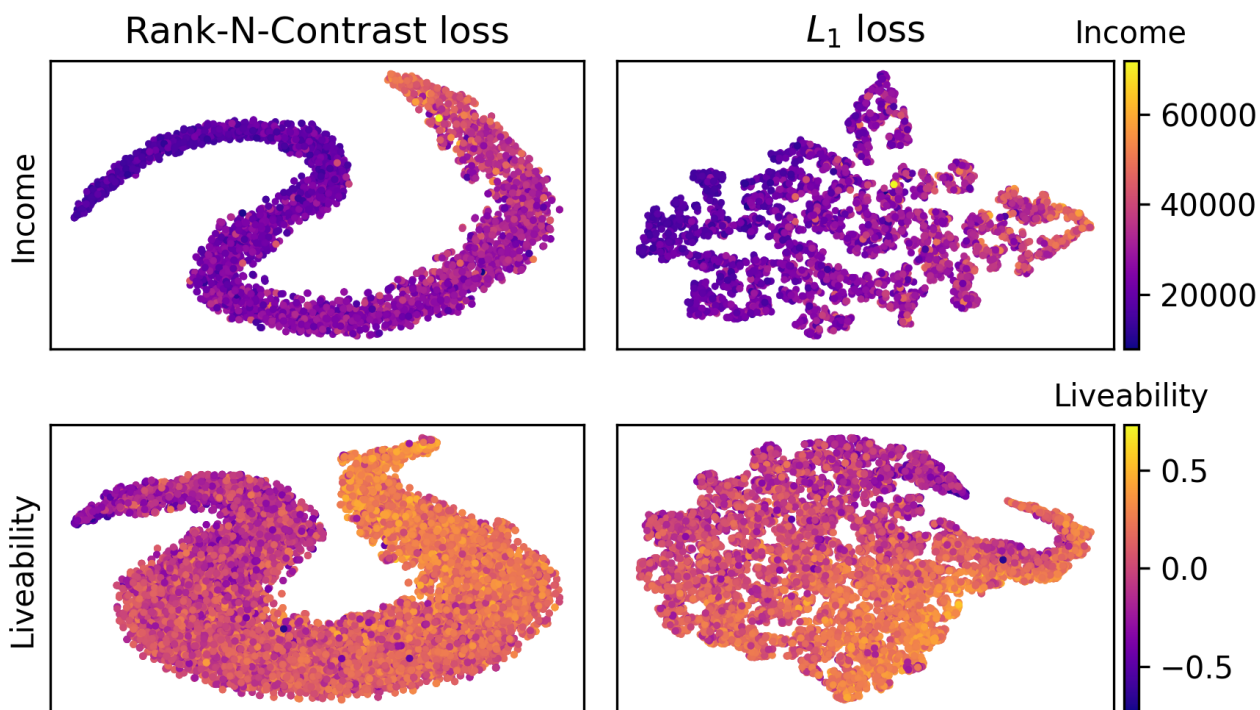 Rank-N-Contrast loss
L₁ loss
Income
Income
60000
40000
20000
Liveability
Liveability
0.5
0.0
−0.5